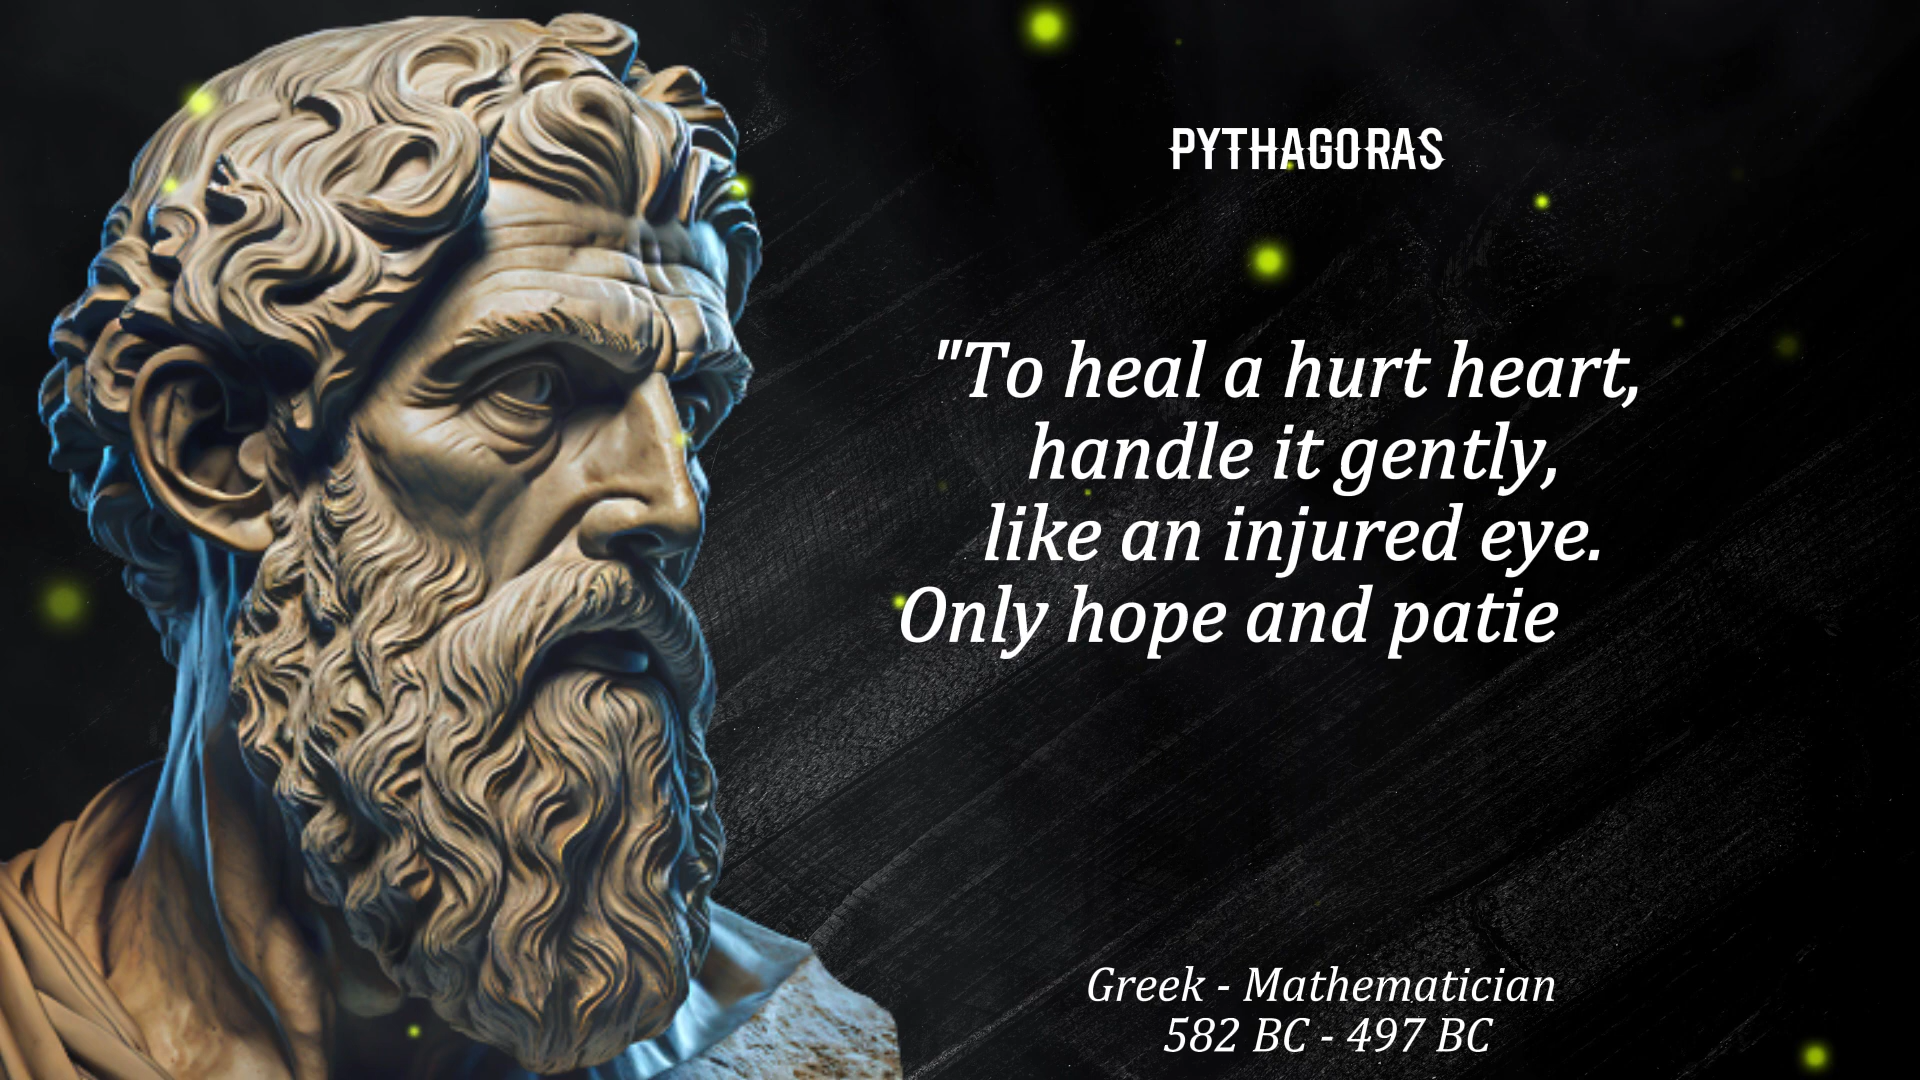 PYTHAGORAS
"To heal a hurt heart,
handle it gently,
like an injured eye.
Only hope and patie
Greek - Mathematician
582 BC - 497 BC